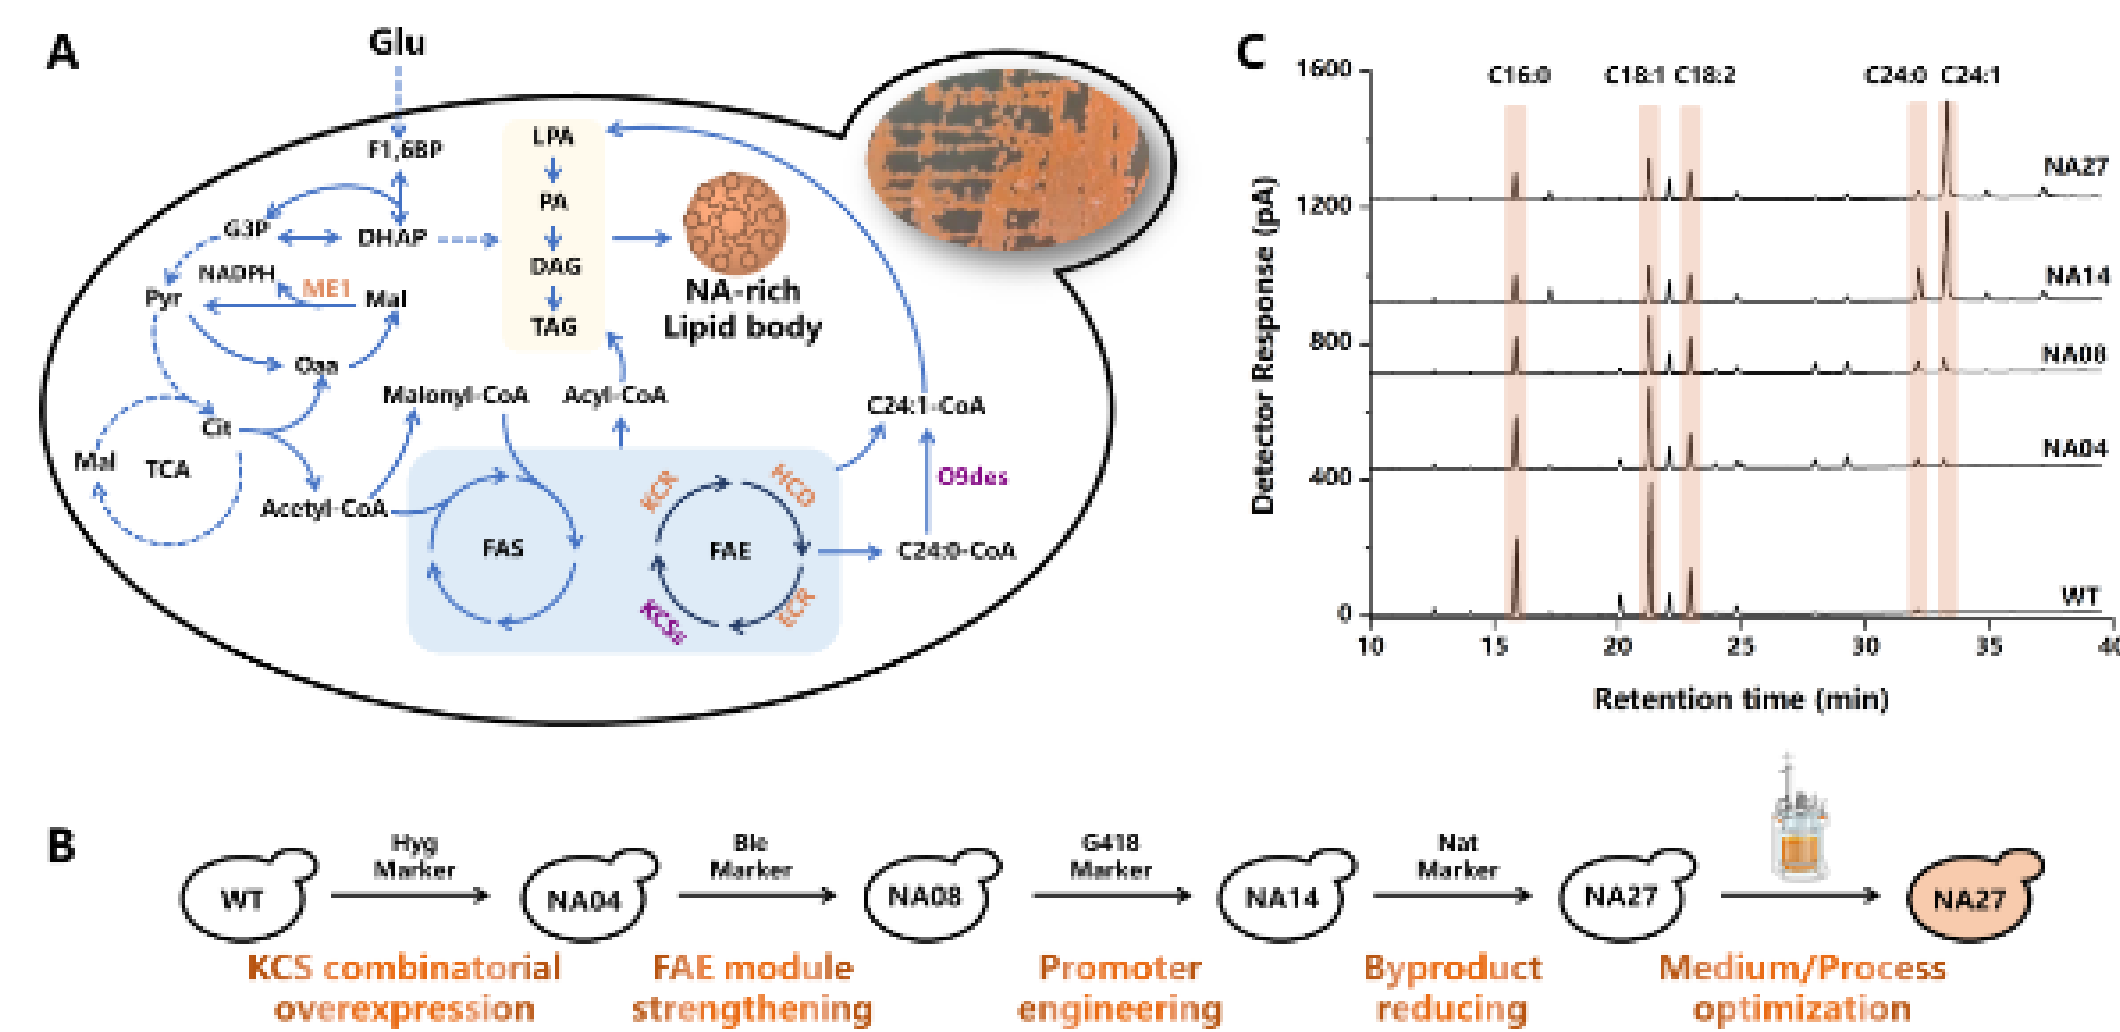 A
Glu
F1,6BP
G3P
DHAP
NADPH
ME1
Pyr
Mal
Oaa
Cit
Mal
TCA
Acetyl-CoA
Malonyl-CoA
Acyl-CoA
LPA
PA
DAG
TAG
NA-rich
Lipid body
FAS
FAE
KCR
HCD
ECR
KCSs
C24:1-CoA
O9des
C24:0-CoA
C
C16:0
C18:1
C18:2
C24:0
C24:1
Detector Response (pA)
1600
1200
800
400
0
NA27
NA14
NA08
NA04
WT
10
15
20
25
30
35
Retention time (min)
B
WT
Hyg
Marker
NA04
Ble
Marker
NA08
G418
Marker
NA14
Nat
Marker
NA27
NA27
KCS combinatorial
overexpression
FAE module
strengthening
Promoter
engineering
Byproduct
reducing
Medium/Process
optimization